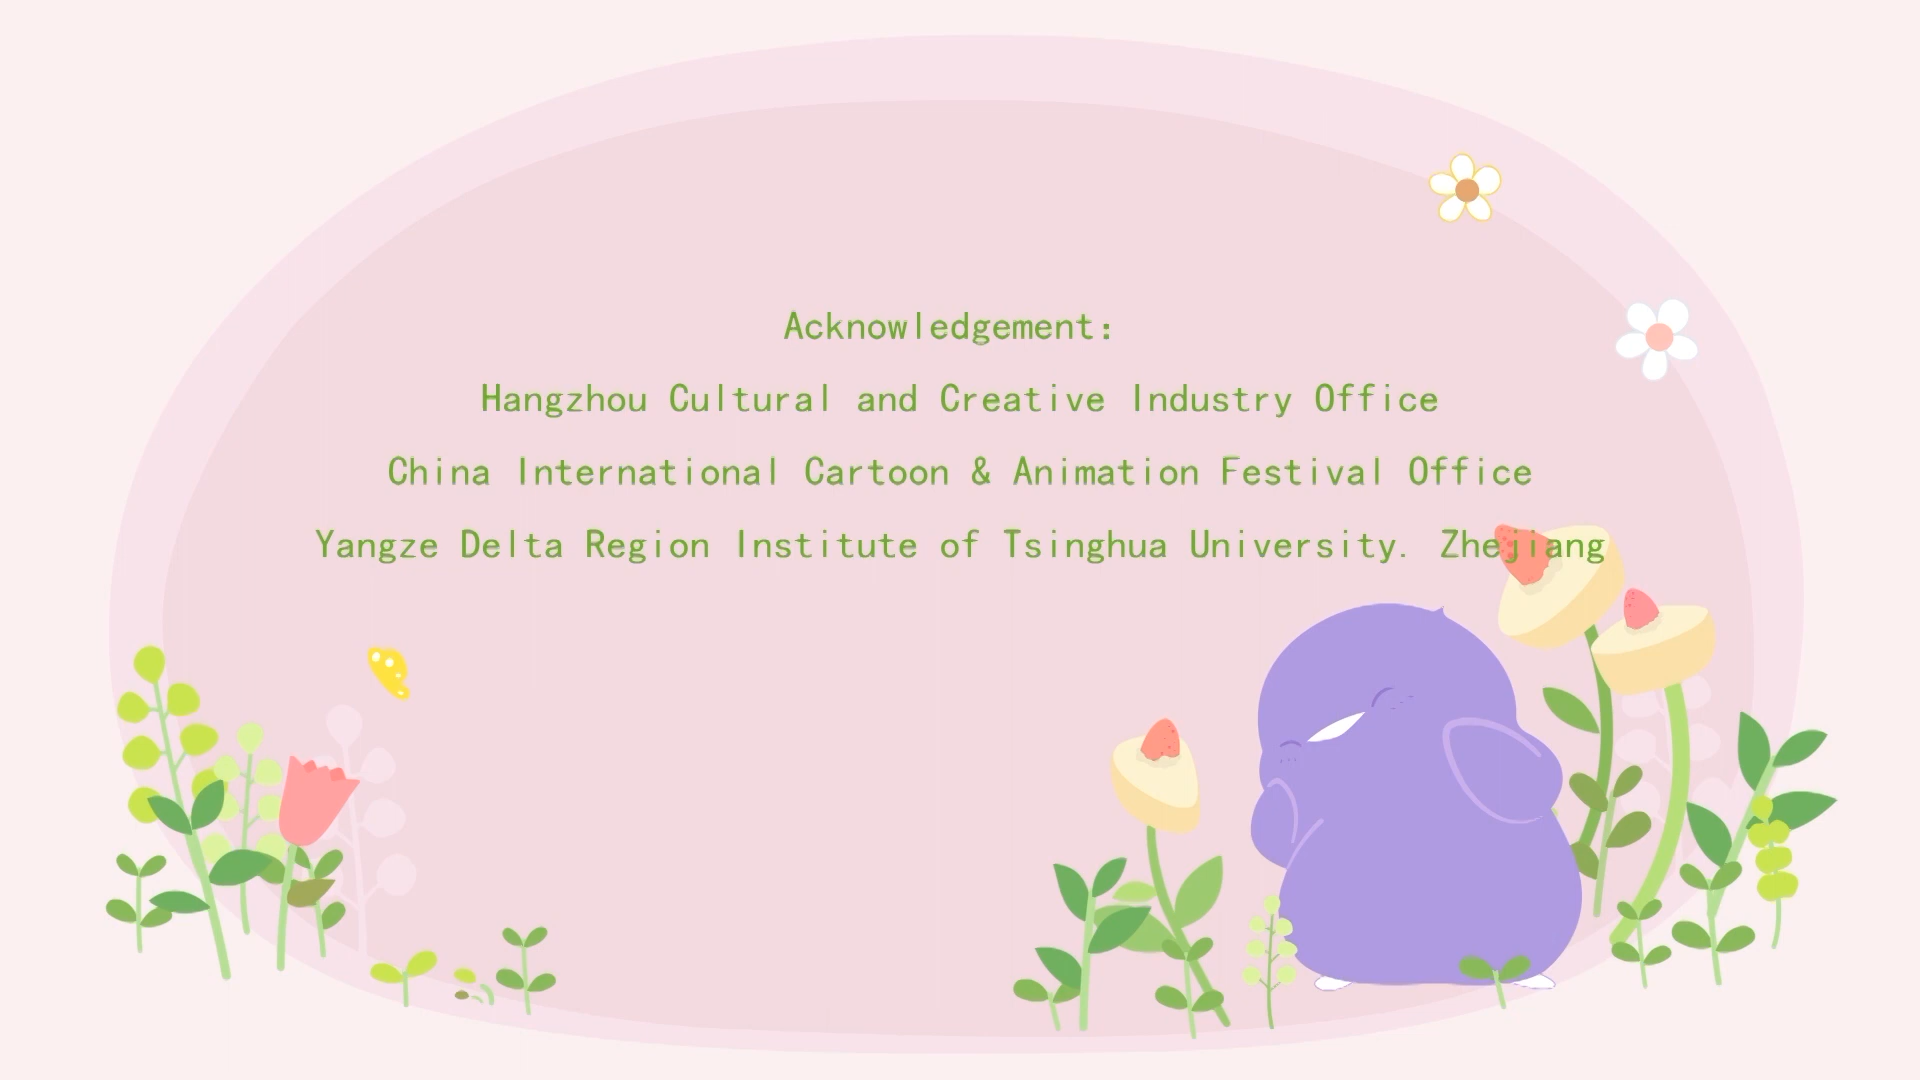 Acknowledgement:
Hangzhou Cultural and Creative Industry Office
China International Cartoon & Animation Festival Office
Yangze Delta Region Institute of Tsinghua University. Zhejiang